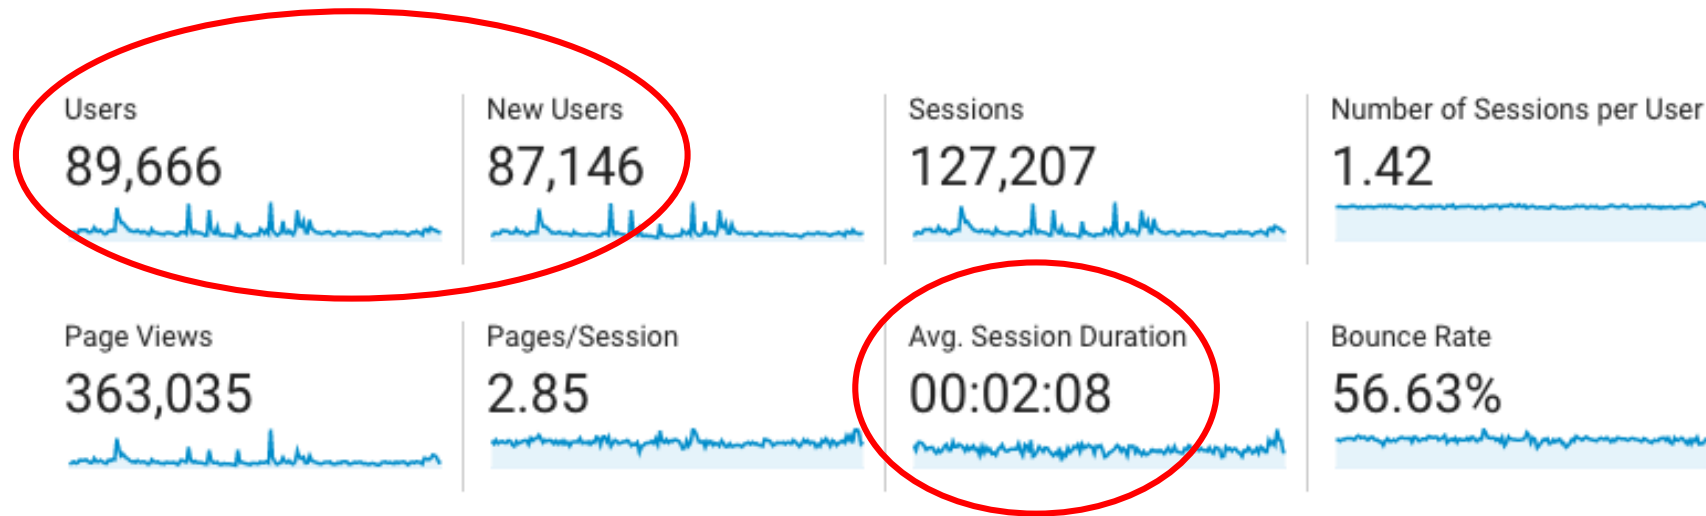 Users
89,666
New Users
87,146
Sessions
127,207
Number of Sessions per User
1.42
Page Views
363,035
Pages/Session
2.85
Avg. Session Duration
00:02:08
Bounce Rate
56.63%